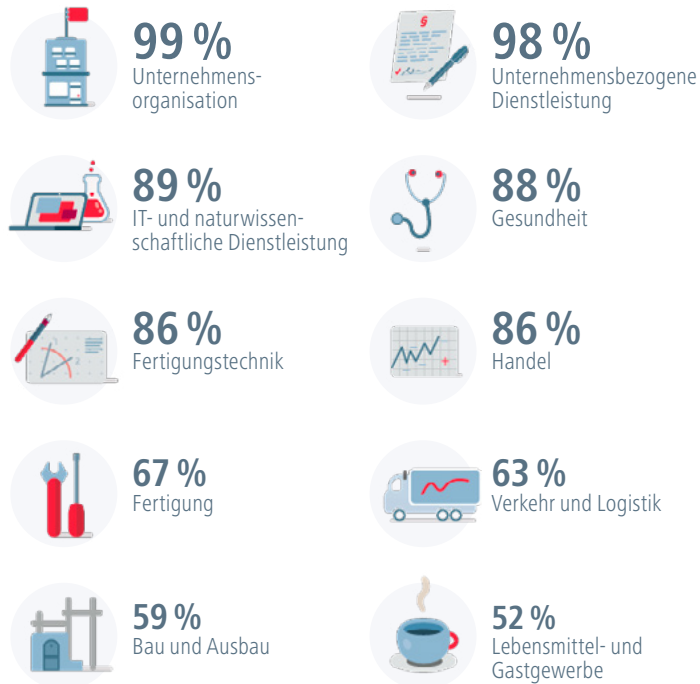 99 %
Unternehmens-
organisation
98 %
Unternehmensbezogene
Dienstleistung
89 %
IT- und naturwissen-
schaftliche Dienstleistung
88 %
Gesundheit
86 %
Fertigungstechnik
86 %
Handel
67 %
Fertigung
63 %
Verkehr und Logistik
59 %
Bau und Ausbau
52 %
Lebensmittel- und
Gastgewerbe